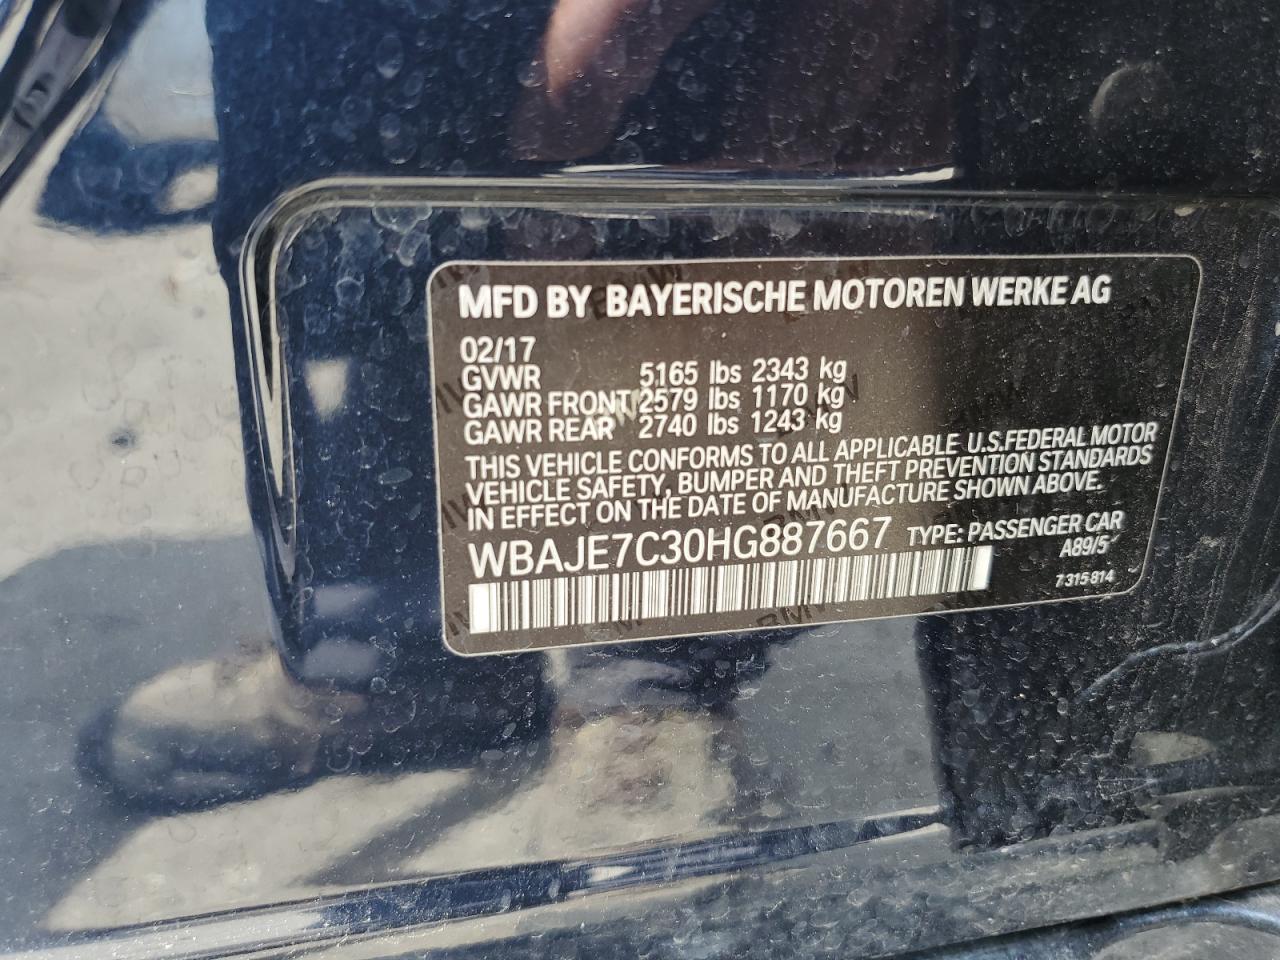 MFD BY BAYERISCHE MOTOREN WERKE AG
02/17
GVWR 5165 lbs 2343 kg
GAWR FRONT 2579 lbs 1170 kg
GAWR REAR 2740 lbs 1243 kg
THIS VEHICLE CONFORMS TO ALL APPLICABLE U.S.FEDERAL MOTOR
VEHICLE SAFETY, BUMPER AND THEFT PREVENTION STANDARDS
IN EFFECT ON THE DATE OF MANUFACTURE SHOWN ABOVE.
WBAJE7C30HG887667 TYPE: PASSENGER CAR
A89/5
7 315 814